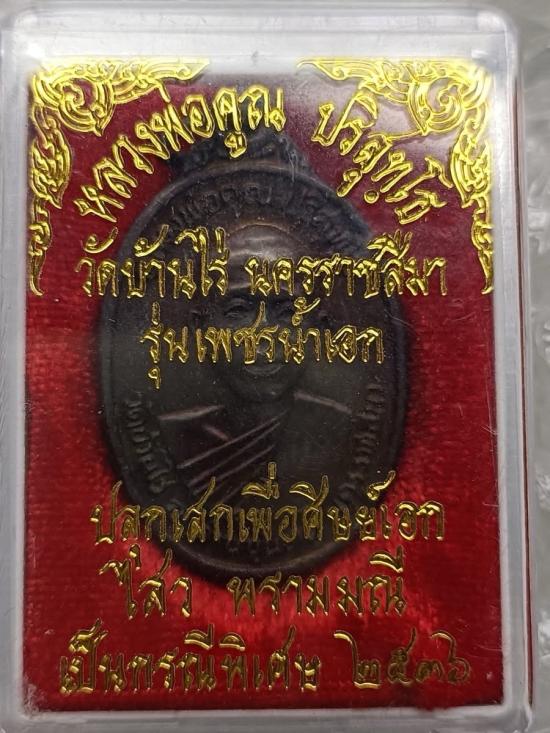 หลวงพ่อคูณ ปริสุทโธ
วัดบ้านไร่ นครราชสีมา
รุ่นเพชรน้ำเอก
ปลุกเสกเพื่อศิษย์เอก
ไสว พราหมณี
เป็นกรณีพิเศษ ๒๕๓๖